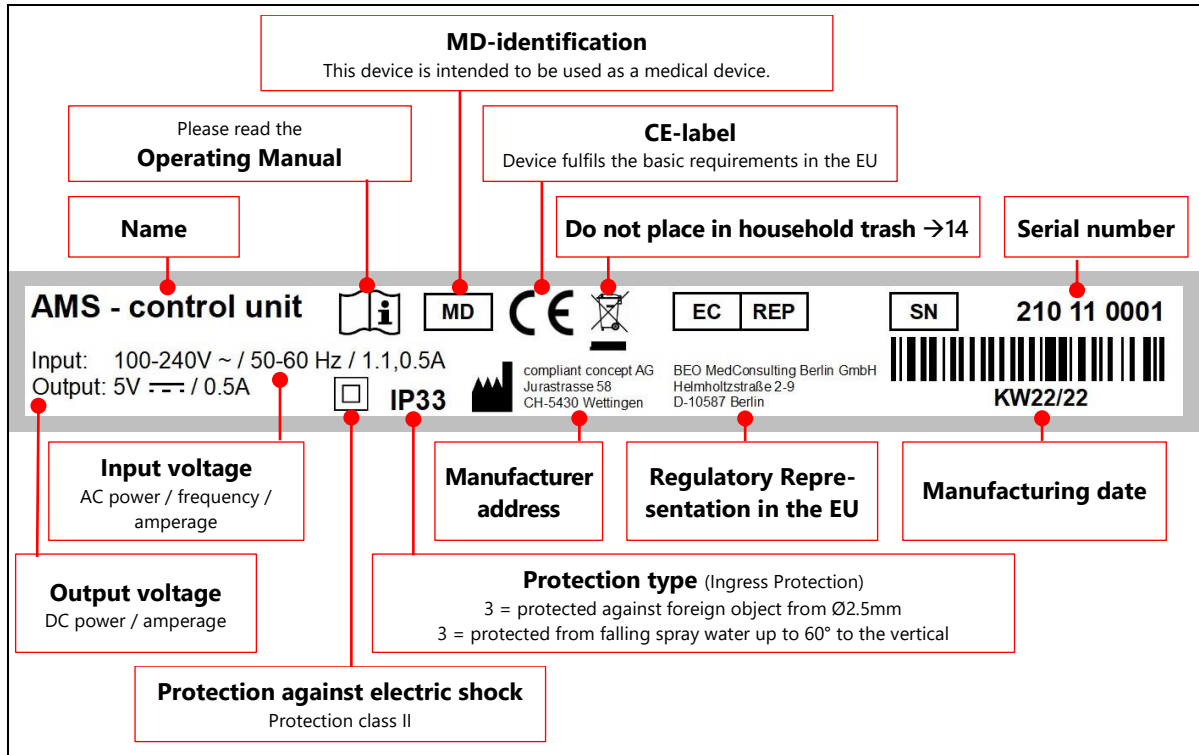 MD-identification
This device is intended to be used as a medical device.
Please read the
Operating Manual
CE-label
Device fulfils the basic requirements in the EU
Name
Do not place in household trash →14
Serial number
AMS - control unit
i
MD
CE
EC REP
SN
210 11 0001
Input: 100-240V ~ / 50-60 Hz / 1.1,0.5A
Output: 5V ⎓ / 0.5A
IP33
compliant concept AG
Jurastrasse 58
CH-5430 Wettingen
BEO MedConsulting Berlin GmbH
Helmholtzstraße 2-9
D-10587 Berlin
KW22/22
Input voltage
AC power / frequency /
amperage
Manufacturer
address
Regulatory Repre-
sentation in the EU
Manufacturing date
Output voltage
DC power / amperage
Protection type (Ingress Protection)
3 = protected against foreign object from Ø2.5mm
3 = protected from falling spray water up to 60° to the vertical
Protection against electric shock
Protection class II